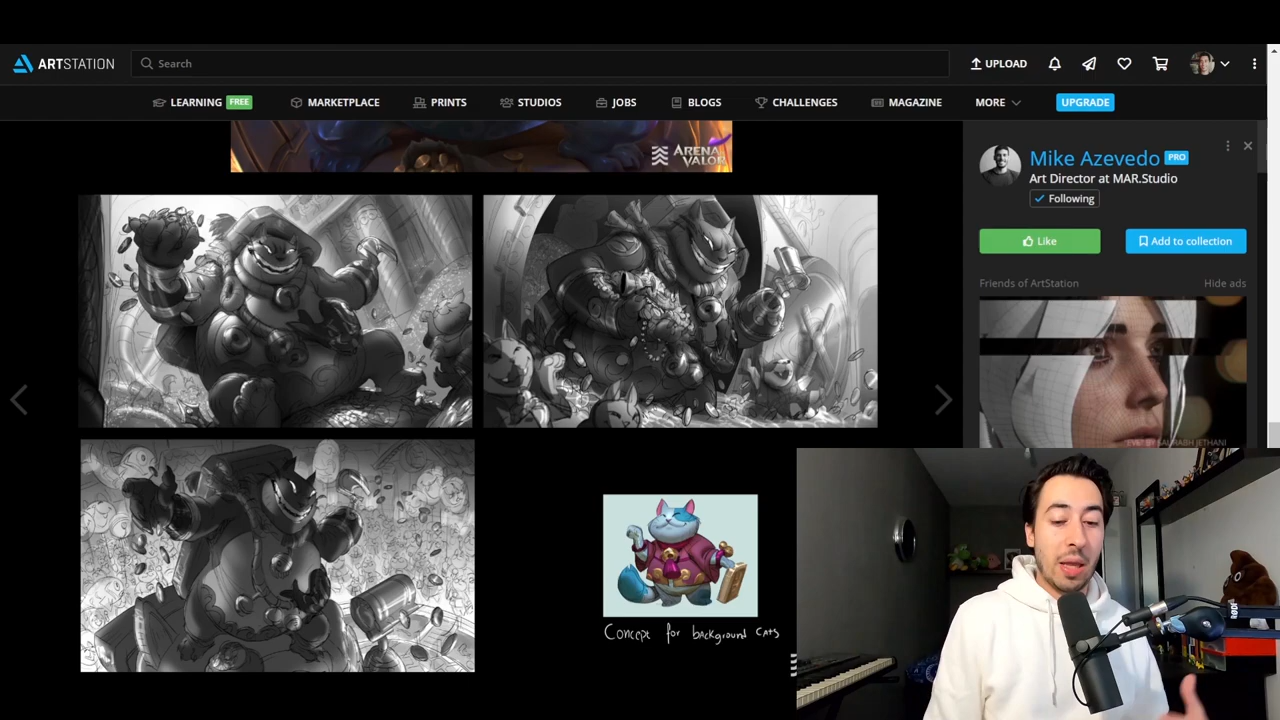 ARTSTATION
Search
UPLOAD
LEARNING FREE
MARKETPLACE
PRINTS
STUDIOS
JOBS
BLOGS
CHALLENGES
MAGAZINE
MORE
UPGRADE
ARENA
VALOR
Mike Azevedo PRO
Art Director at MAR.Studio
Following
Like
Add to collection
Friends of ArtStation
Hide ads
Concept for background cats